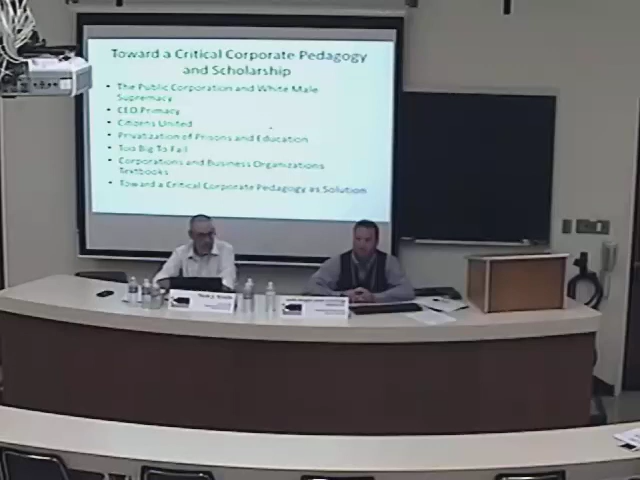 Toward a Critical Corporate Pedagogy
and Scholarship
• The Public Corporation and White Male
Supremacy
• CEO Primacy
• Citizens United
• Privatization of Prisons and Education
• Too Big To Fail
• Corporations and Business Organizations
Textbooks
• Toward a Critical Corporate Pedagogy as Solution